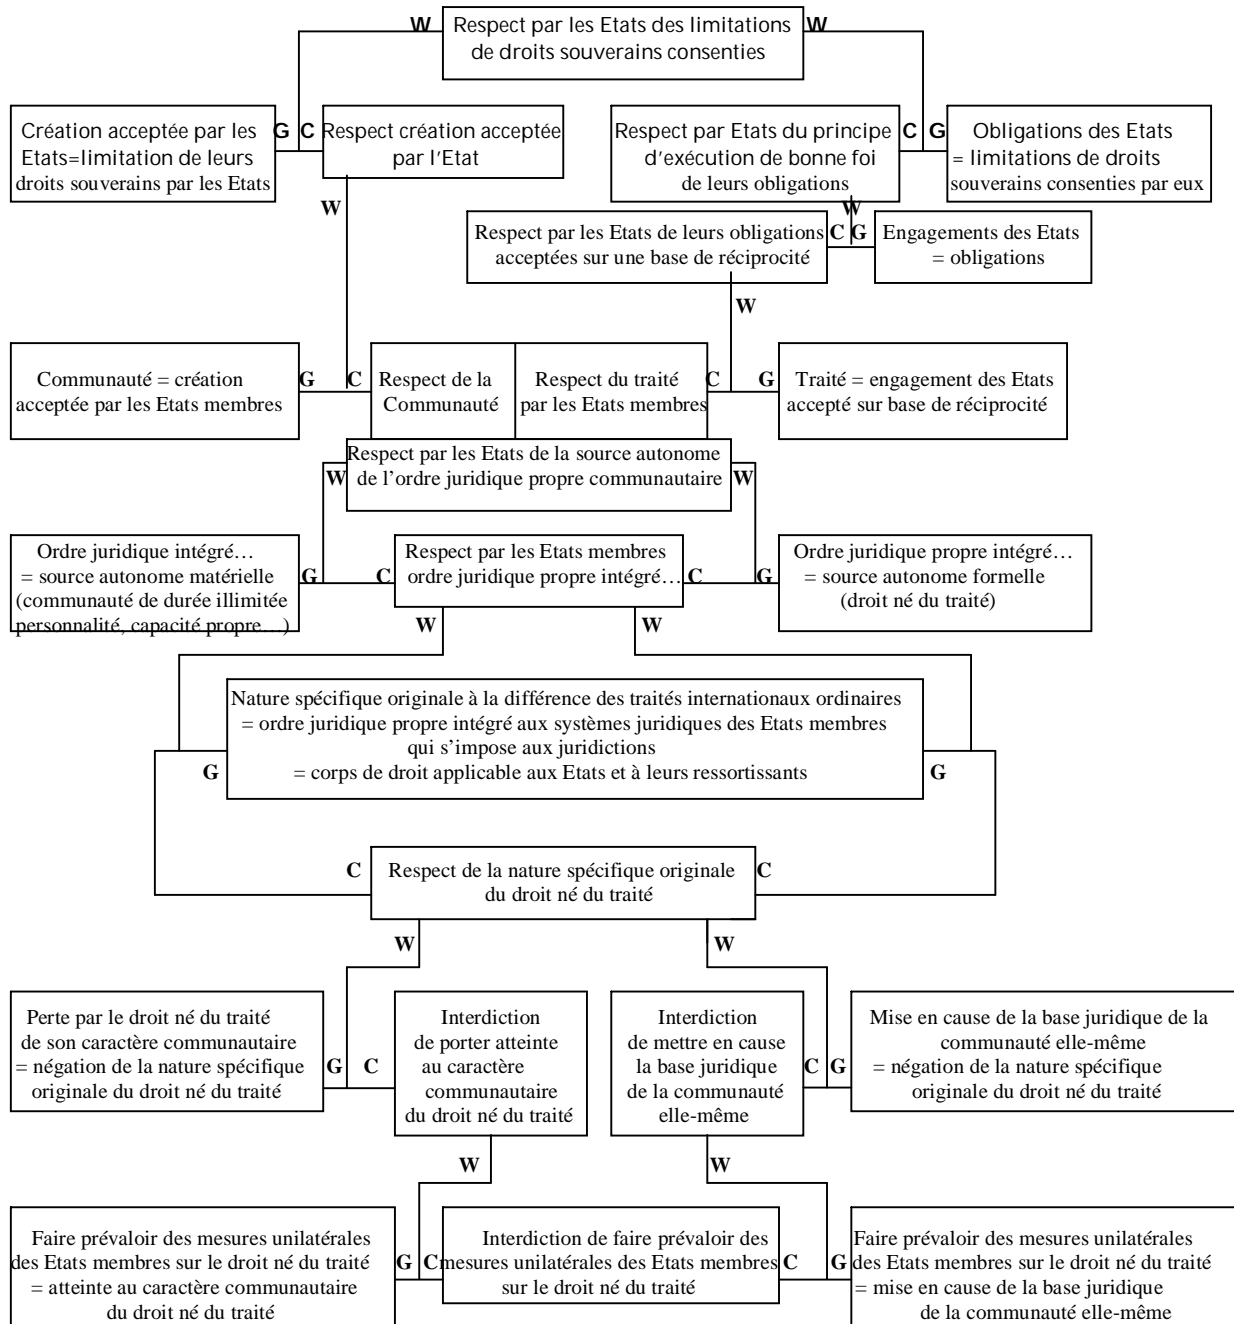 W
Respect par les Etats des limitations
de droits souverains consenties
W
Création acceptée par les
Etats=limitation de leurs
droits souverains par les Etats
G
C
Respect création acceptée
par l'Etat
Respect par Etats du principe
d'exécution de bonne foi
de leurs obligations
C
G
Obligations des Etats
= limitations de droits
souverains consenties par eux
W
W
Respect par les Etats de leurs obligations
acceptées sur une base de réciprocité
C
G
Engagements des Etats
= obligations
W
Communauté = création
acceptée par les Etats membres
G
C
Respect de la
Communauté
Respect du traité
par les Etats membres
C
G
Traité = engagement des Etats
accepté sur base de réciprocité
Respect par les Etats de la source autonome
de l’ordre juridique propre communautaire
W
W
Ordre juridique intégré…
= source autonome matérielle
(communauté de durée illimitée
personnalité, capacité propre…)
G
C
Respect par les Etats membres
ordre juridique propre intégré…
C
G
Ordre juridique propre intégré…
= source autonome formelle
(droit né du traité)
W
W
Nature spécifique originale à la différence des traités internationaux ordinaires
= ordre juridique propre intégré aux systèmes juridiques des Etats membres
qui s’impose aux juridictions
= corps de droit applicable aux Etats et à leurs ressortissants
G
G
C
Respect de la nature spécifique originale
du droit né du traité
C
W
W
Perte par le droit né du traité
de son caractère communautaire
= négation de la nature spécifique
originale du droit né du traité
G
C
Interdiction
de porter atteinte
au caractère
communautaire
du droit né du traité
Interdiction
de mettre en cause
la base juridique
de la communauté
elle-même
C
G
Mise en cause de la base juridique de la
communauté elle-même
= négation de la nature spécifique
originale du droit né du traité
W
W
Faire prévaloir des mesures unilatérales
des Etats membres sur le droit né du traité
= atteinte au caractère communautaire
du droit né du traité
G
C
Interdiction de faire prévaloir des
mesures unilatérales des Etats membres
sur le droit né du traité
C
G
Faire prévaloir des mesures unilatérales
des Etats membres sur le droit né du traité
= mise en cause de la base juridique
de la communauté elle-même